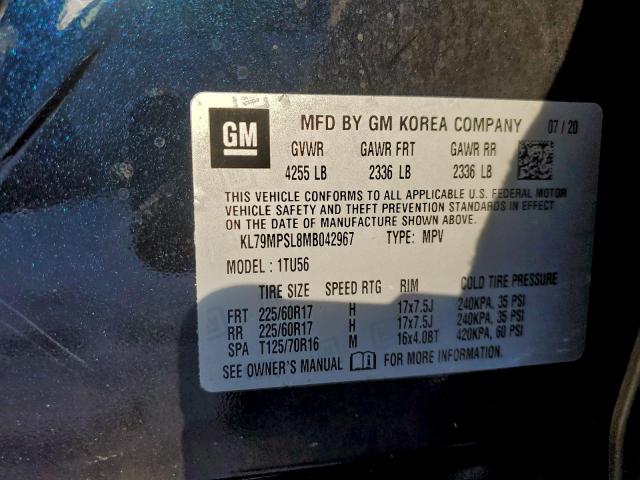 GM
MFD BY GM KOREA COMPANY 07/20
GVWR GAWR FRT GAWR RR
4255 LB 2336 LB 2336 LB
THIS VEHICLE CONFORMS TO ALL APPLICABLE U.S. FEDERAL MOTOR
VEHICLE SAFETY AND THEFT PREVENTION STANDARDS IN EFFECT
ON THE DATE OF MANUFACTURE SHOWN ABOVE.
KL79MPSL8MB042967 TYPE: MPV
MODEL: 1TU56
TIRE SIZE SPEED RTG RIM COLD TIRE PRESSURE
FRT 225/60R17 H 17x7.5J 240KPA, 35 PSI
RR 225/60R17 H 17x7.5J 240KPA, 35 PSI
SPA T125/70R16 M 16x4.0BT 420KPA, 60 PSI
SEE OWNER'S MANUAL FOR MORE INFORMATION.